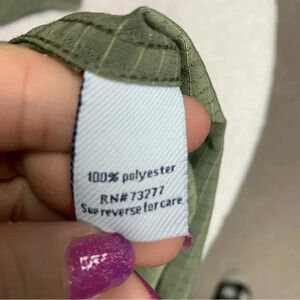 100% polyester
RN#73277
See reverse for care